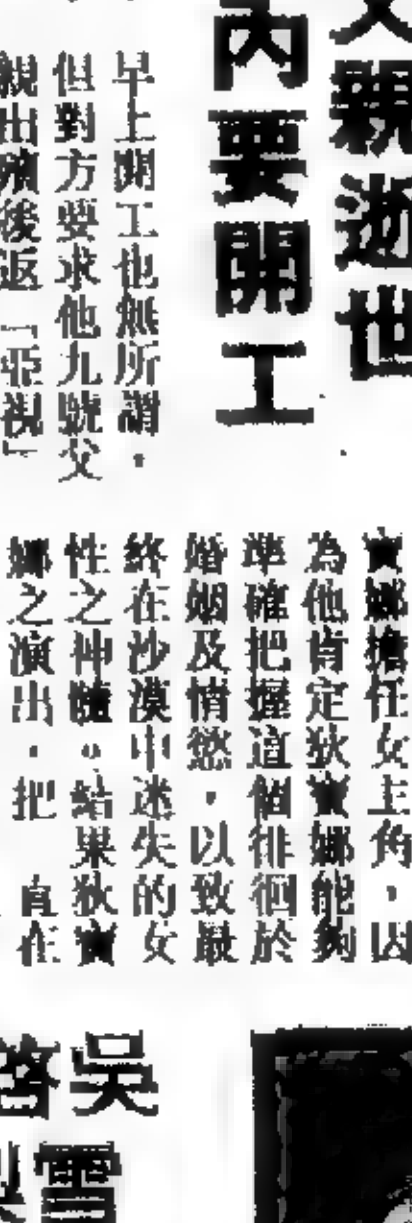 父親逝世
內要開工
早上開工也無所謂，
但對方要求他九號父
親出殯後返「亞視」
寶娜擔任女主角，因
為他肯定狄寶娜能夠
準確把握這個徘徊於
婚姻及情慾，以致最
終在沙漠中迷失的女
性之神髓。結果狄寶
娜之演出，把
直在
吳雪